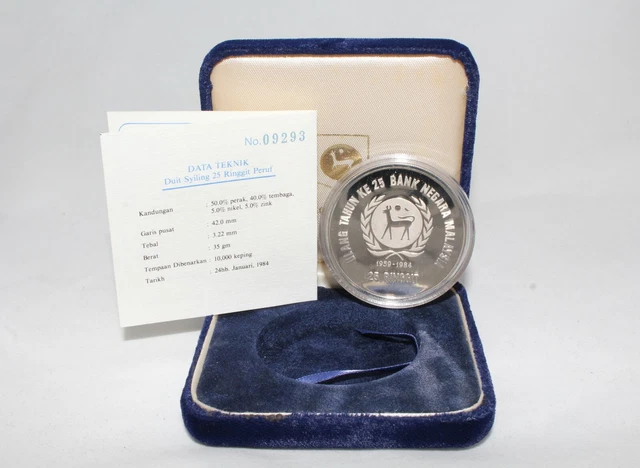 No.09293
DATA TEKNIK
Duit Syiling 25 Ringgit Peruf
Kandungan : 50.0% perak, 40.0% tembaga,
5.0% nikel, 5.0% zink
Garis pusat : 42.0 mm
Tebal : 3.22 mm
Berat : 35 gm
Tempaan Dibenarkan : 10,000 keping
Tarikh : 24hb. Januari, 1984
ULANG TAHUN KE 25 BANK NEGARA MALAYSIA
1959-1984
25 RINGGIT